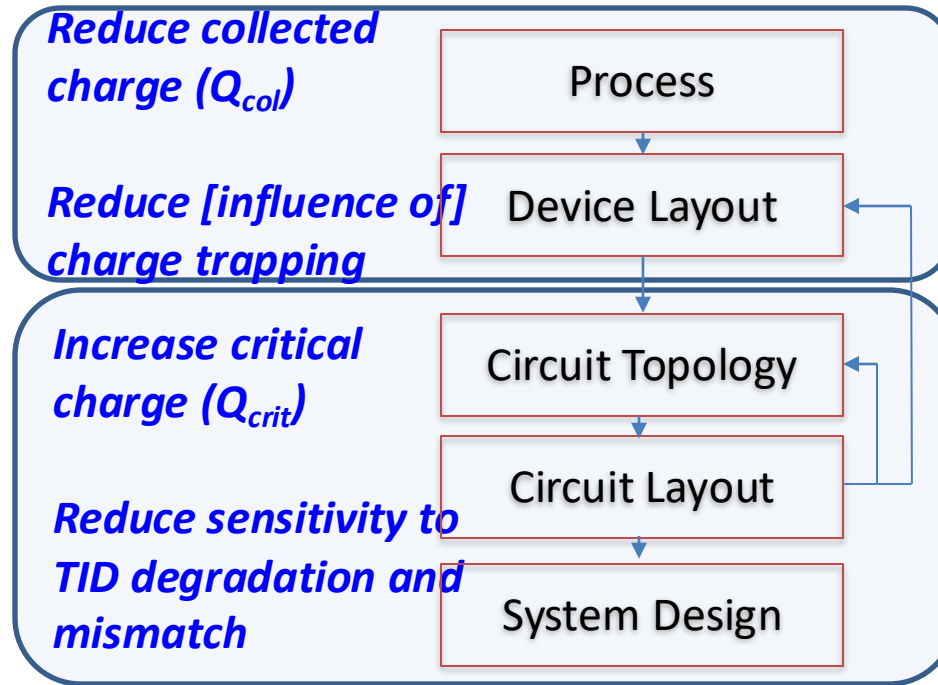 Reduce collected
charge (Qcol)
Process
Reduce [influence of]
charge trapping
Device Layout
Increase critical
charge (Qcrit)
Circuit Topology
Circuit Layout
Reduce sensitivity to
TID degradation and
mismatch
System Design